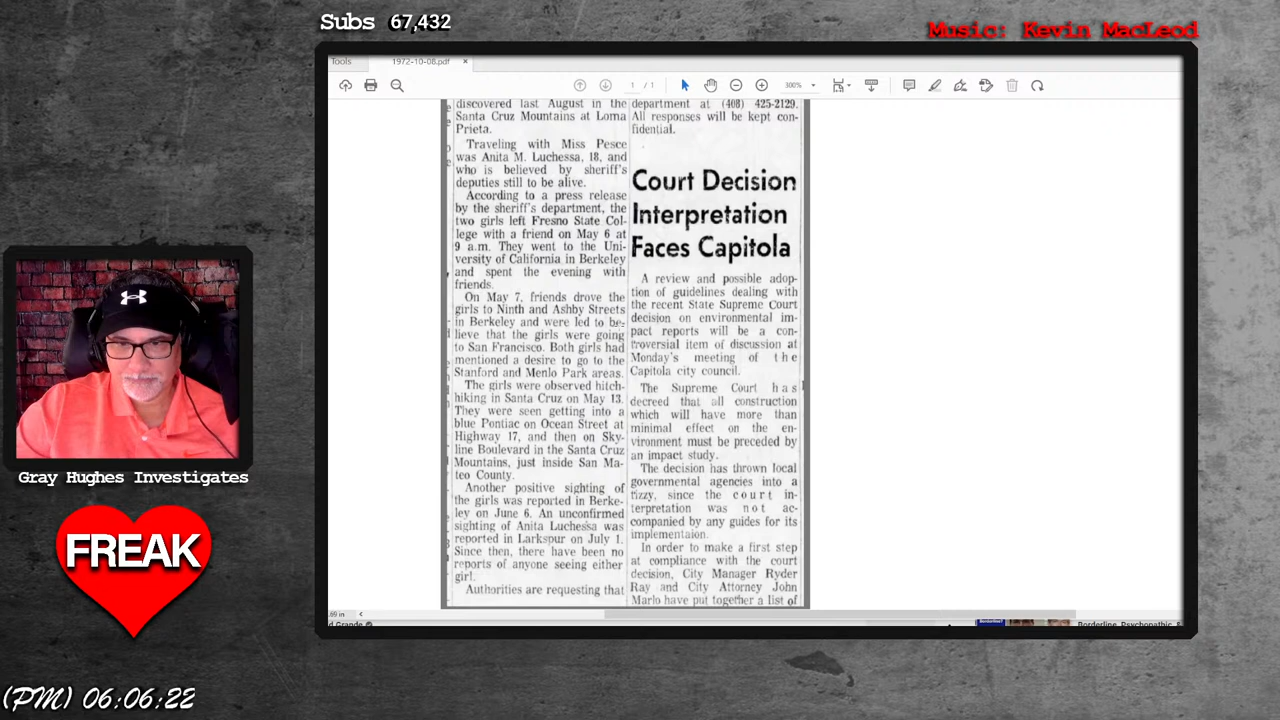 Subs 67,432
Music: Kevin MacLeod
Tools
1972-10-08.pdf
1 / 1
300%
discovered last August in the
Santa Cruz Mountains at Loma
Prieta.
Traveling with Miss Pesce
was Anita M. Luchessa, 18, and
who is believed by sheriff's
deputies still to be alive.
According to a press release
by the sheriff's department, the
two girls left Fresno State Col-
lege with a friend on May 6 at
9 a.m. They went to the Uni-
versity of California in Berkeley
and spent the evening with
friends.
On May 7, friends drove the
girls to Ninth and Ashby Streets
in Berkeley and were led to be-
lieve that the girls were going
to San Francisco. Both girls had
mentioned a desire to go to the
Stanford and Menlo Park areas.
The girls were observed hitch-
hiking in Santa Cruz on May 13.
They were seen getting into a
blue Pontiac on Ocean Street at
Highway 17, and then on Sky-
line Boulevard in the Santa Cruz
Mountains, just inside San Ma-
teo County.
Another positive sighting of
the girls was reported in Berke-
ley on June 6. An unconfirmed
sighting of Anita Luchessa was
reported in Larkspur on July 1.
Since then, there have been no
reports of anyone seeing either
girl.
Authorities are requesting that
department at (408) 425-2129.
All responses will be kept con-
fidential.
Court Decision
Interpretation
Faces Capitola
A review and possible adop-
tion of guidelines dealing with
the recent State Supreme Court
decision on environmental im-
pact reports will be a con-
troversial item of discussion at
Monday's meeting of the
Capitola city council.
The Supreme Court has
decreed that all construction
which will have more than
minimal effect on the en-
vironment must be preceded by
an impact study.
The decision has thrown local
governmental agencies into a
tizzy, since the court in-
terpretation was not ac-
companied by any guides for its
implementaion.
In order to make a first step
at compliance with the court
decision, City Manager Ryder
Ray and City Attorney John
Marlo have put together a list of
Gray Hughes Investigates
FREAK
(PM) 06:06:22